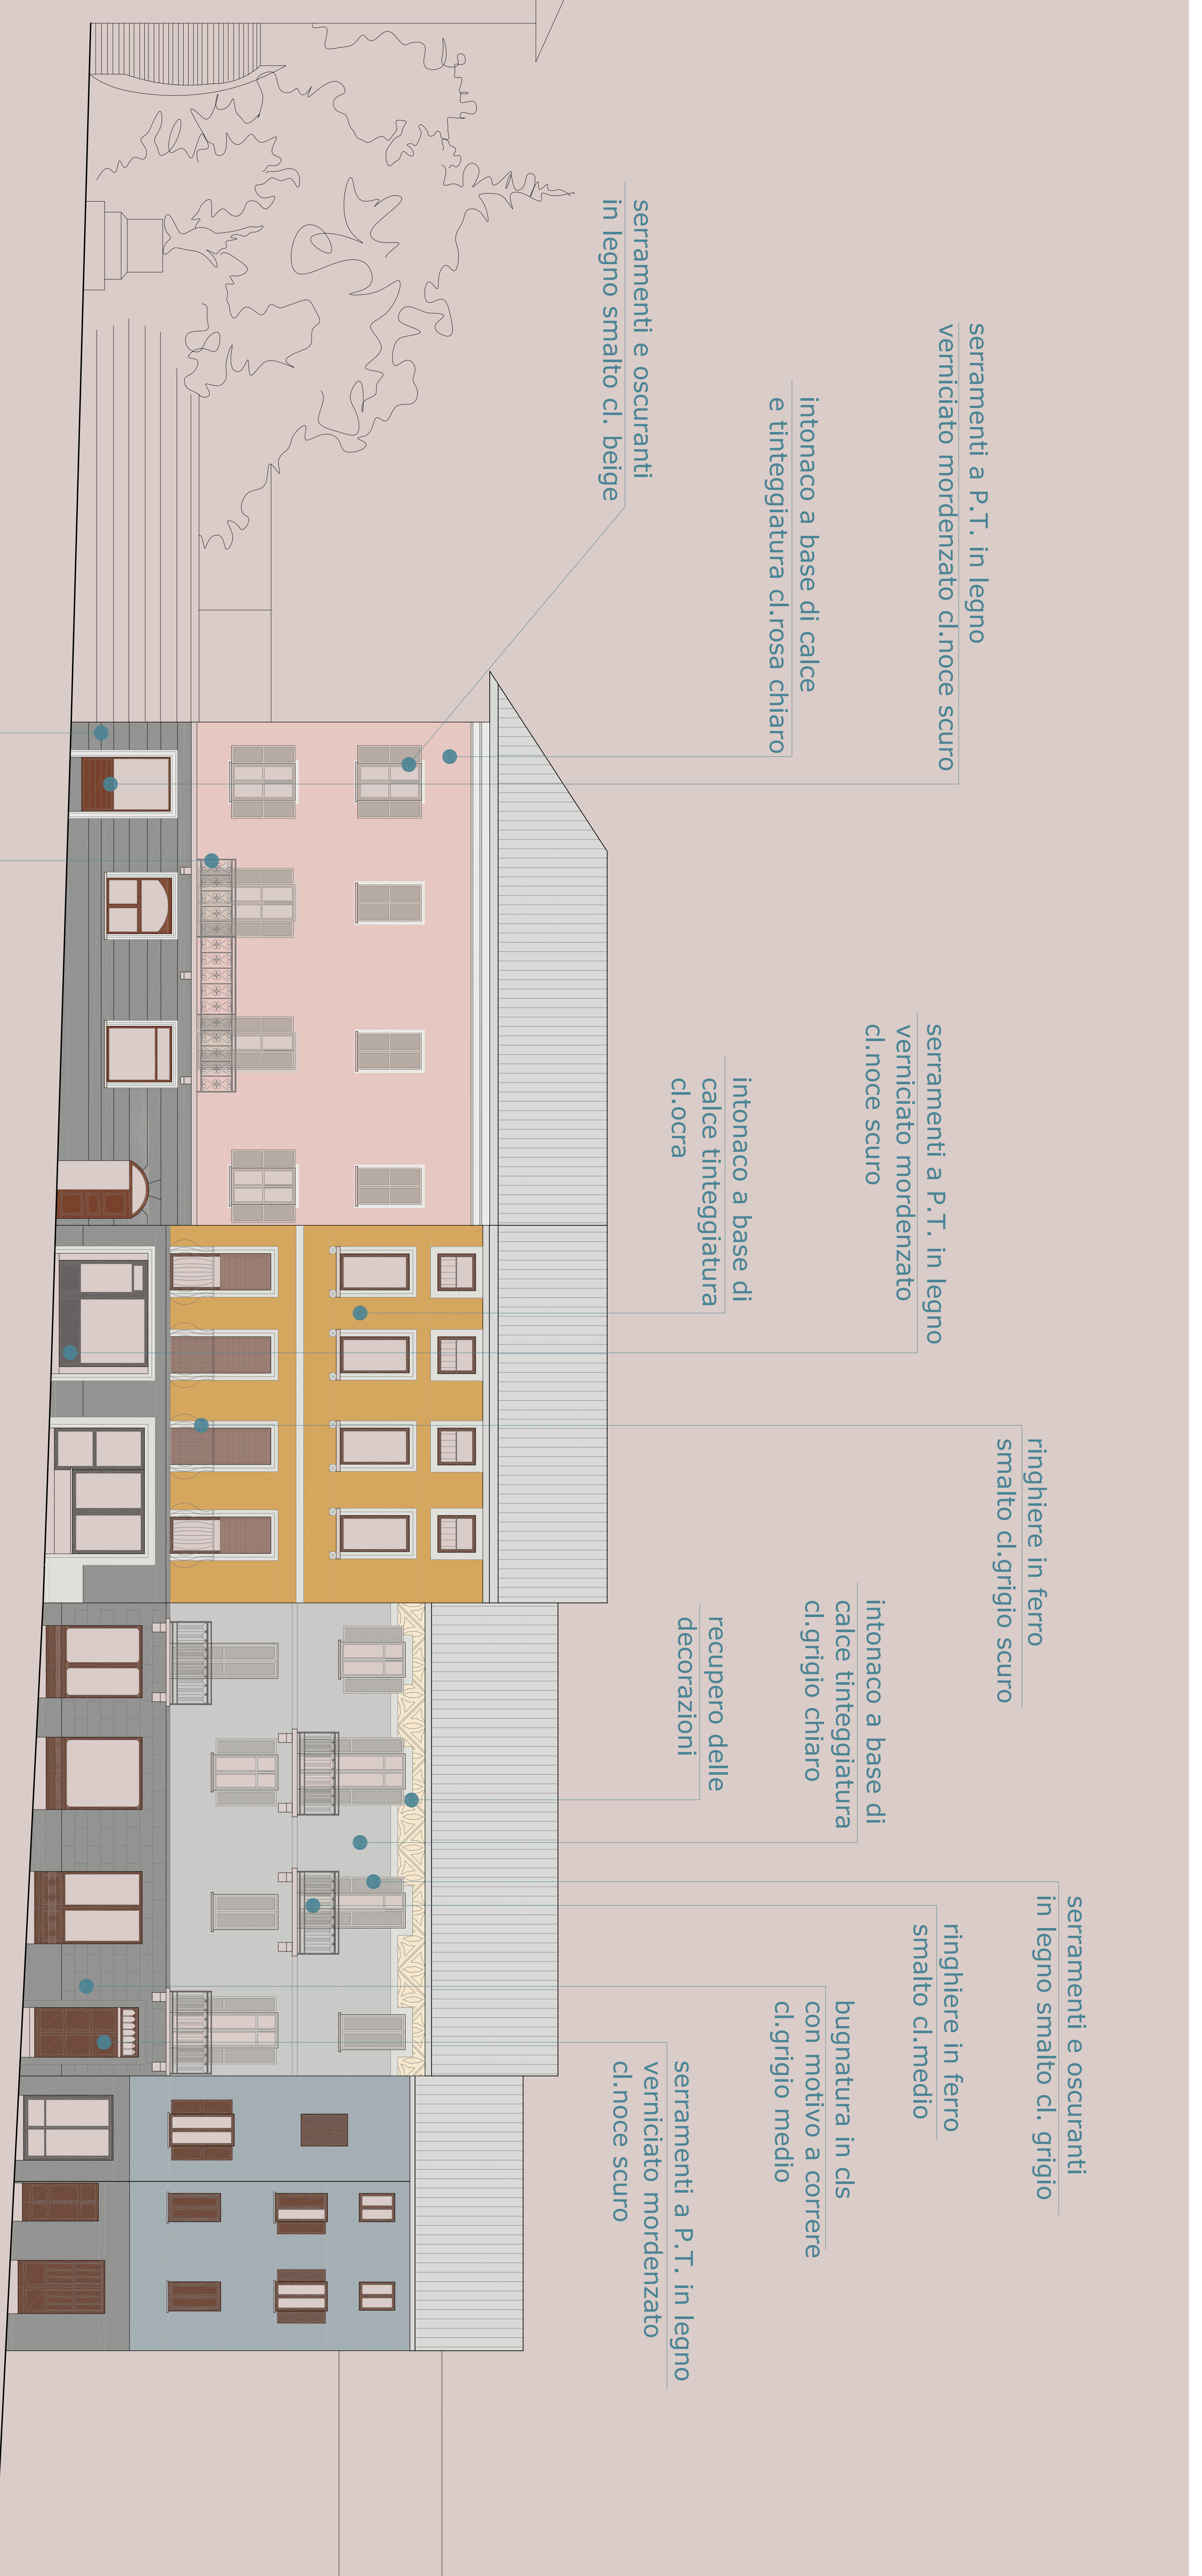 serramenti e oscuranti
in legno smalto cl. beige
intonaco a base di calce
e tinteggiatura cl.rosa chiaro
serramenti a P.T. in legno
verniciato mordenzato cl.noce scuro
intonaco a base di
calce tinteggiatura
cl.ocra
serramenti a P.T. in legno
verniciato mordenzato
cl.noce scuro
ringhiere in ferro
smalto cl.grigio scuro
recupero delle
decorazioni
intonaco a base di
calce tinteggiatura
cl.grigio chiaro
serramenti e oscuranti
in legno smalto cl. grigio
ringhiere in ferro
smalto cl.medio
bugnatura in cls
con motivo a correre
cl.grigio medio
serramenti a P.T. in legno
verniciato mordenzato
cl.noce scuro